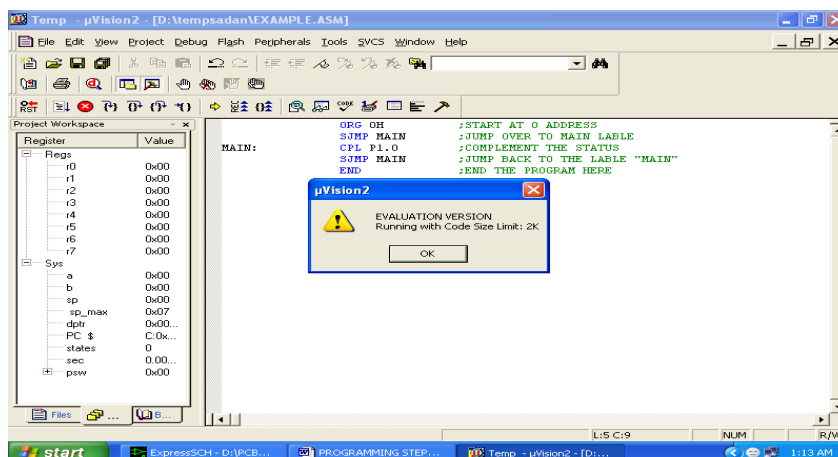 Temp - µVision2 - [D:\tempsadan\EXAMPLE.ASM]
File Edit View Project Debug Flash Peripherals Tools SVCS Window Help
Project Workspace
Register Value
Regs
r0 0x00
r1 0x00
r2 0x00
r3 0x00
r4 0x00
r5 0x00
r6 0x00
r7 0x00
Sys
a 0x00
b 0x00
sp 0x00
sp_max 0x07
dptr 0x00...
PC $ C:0x...
states 0
sec 0.00...
psw 0x00
Files ... B...
ORG OH ;START AT 0 ADDRESS
SJMP MAIN ;JUMP OVER TO MAIN LABLE
MAIN: CPL P1.0 ;COMPLEMENT THE STATUS
SJMP MAIN ;JUMP BACK TO THE LABLE "MAIN"
END ;END THE PROGRAM HERE
µVision2
EVALUATION VERSION
Running with Code Size Limit: 2K
OK
L:5 C:9 NUM R/W
start ExpressSCH - D:\PCB... PROGRAMMING STEP... Temp - µVision2 - [D:... 1:13 AM